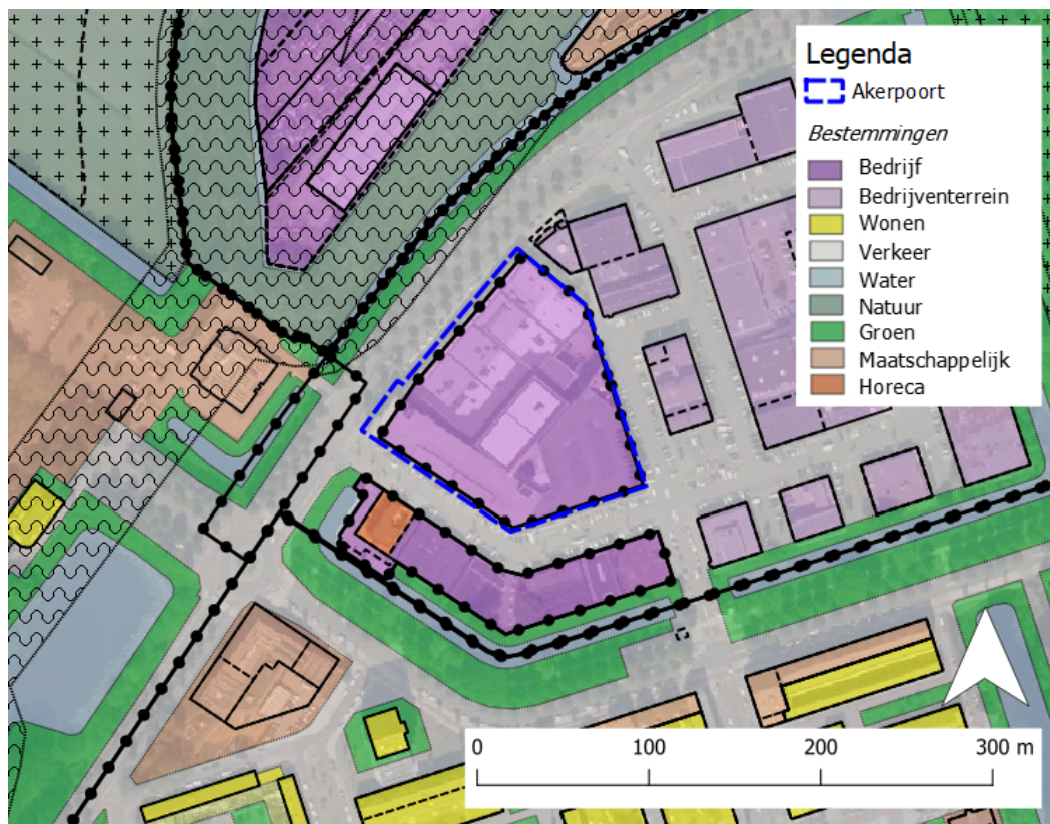 Legenda
Akerpoort
Bestemmingen
Bedrijf
Bedrijventerrein
Wonen
Verkeer
Water
Natuur
Groen
Maatschappelijk
Horeca
0 100 200 300 m